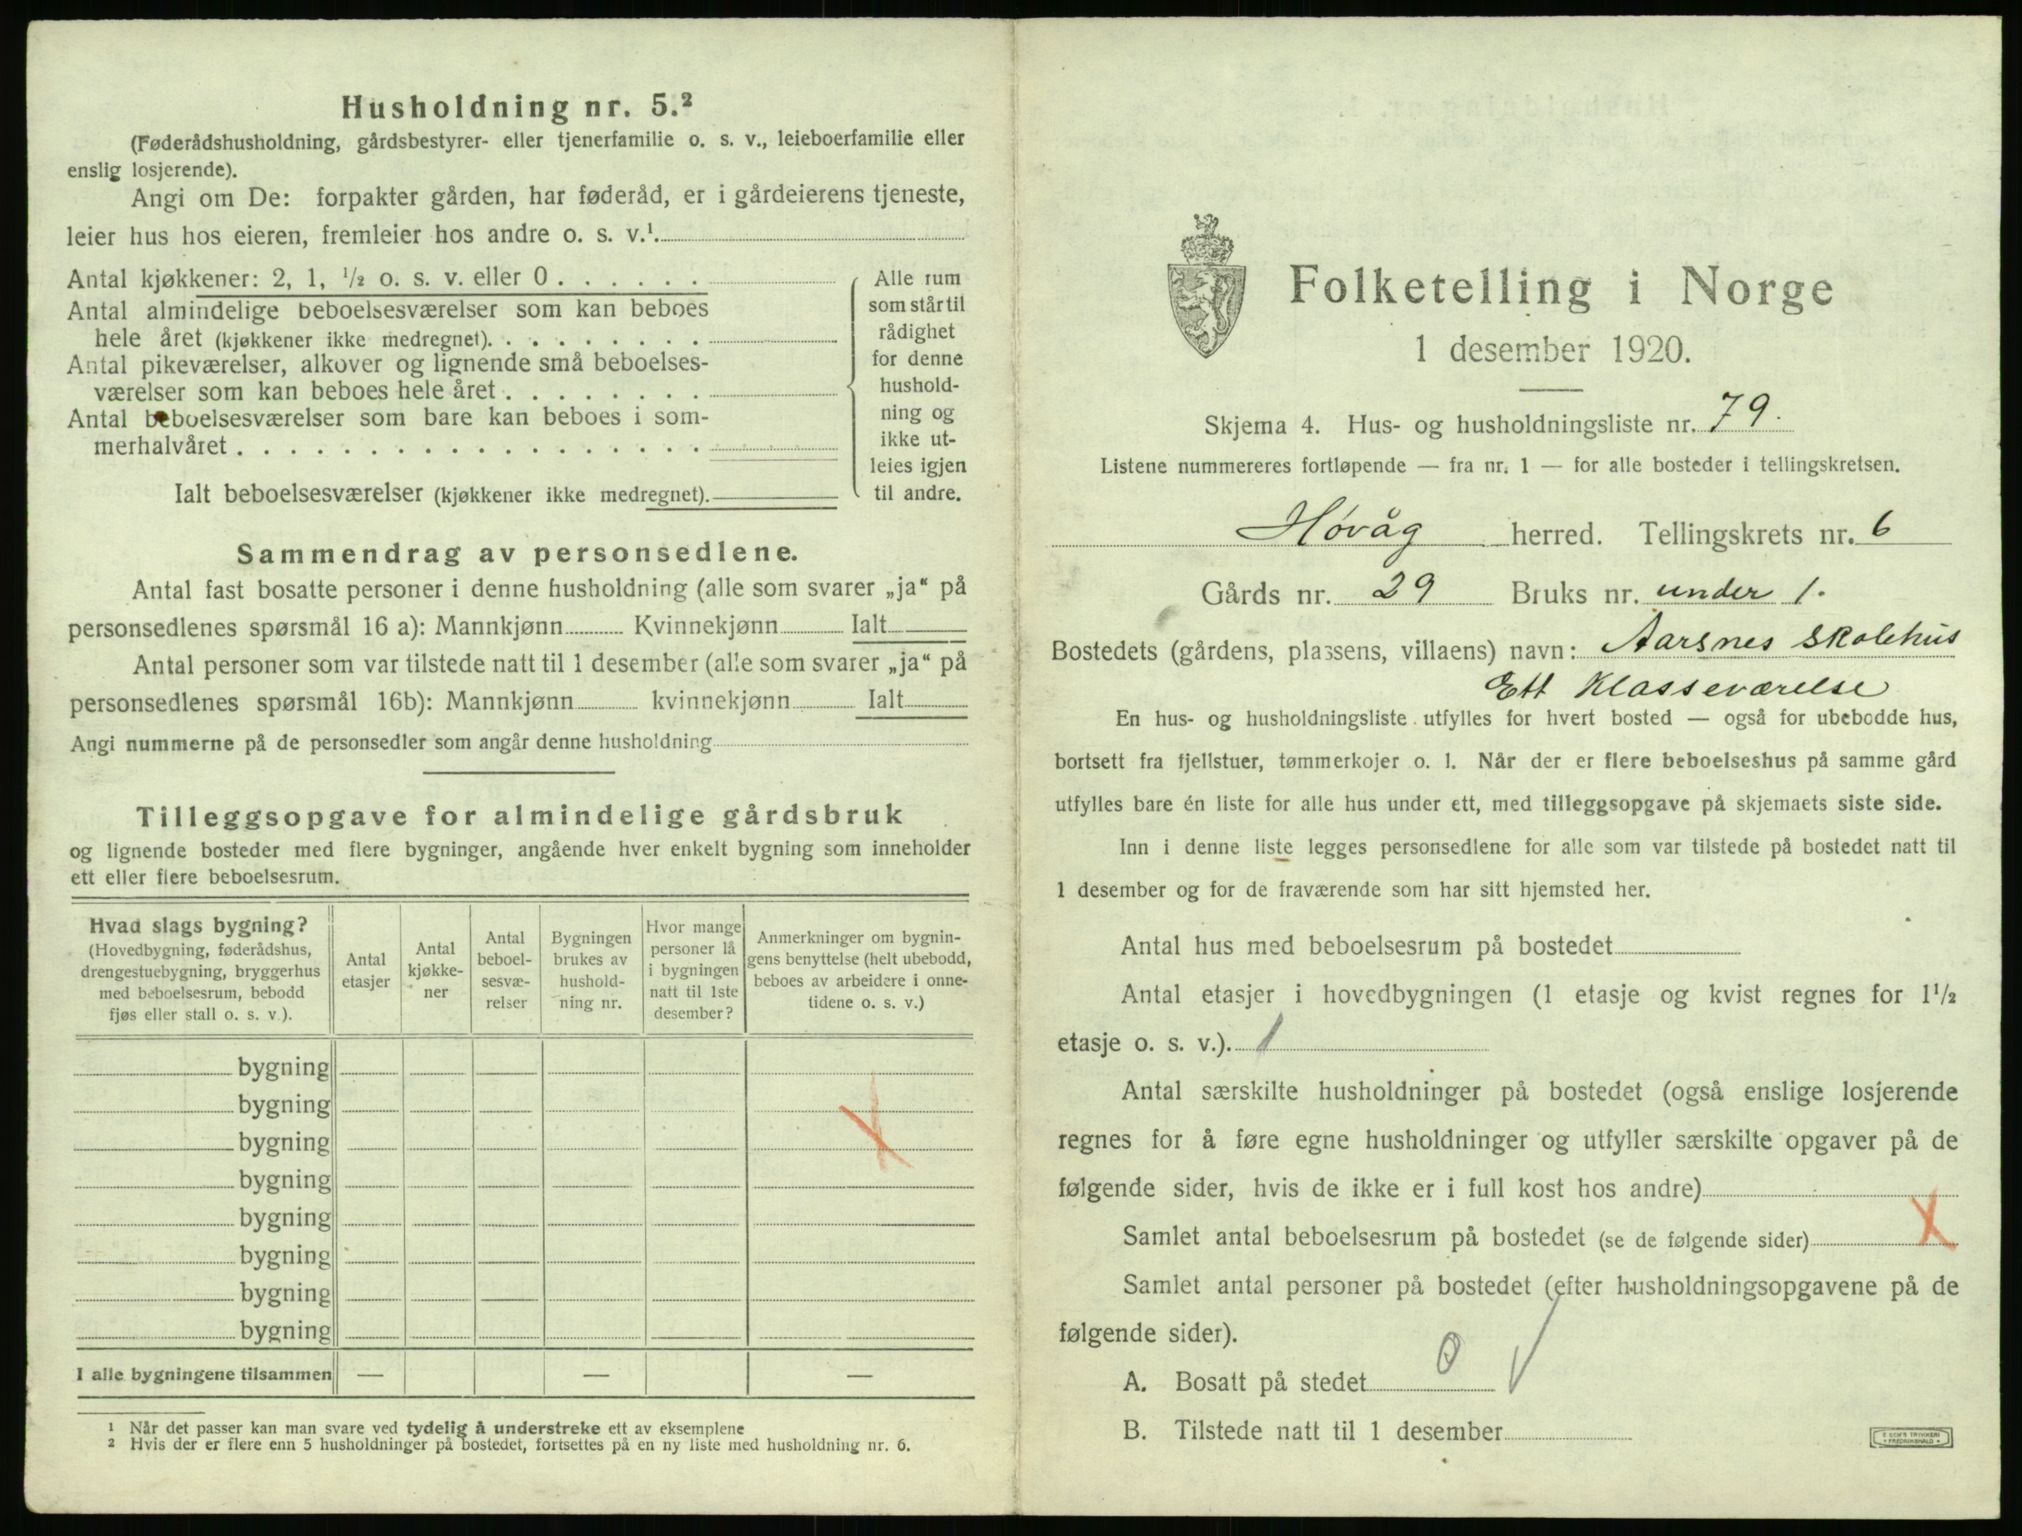 Husholdning nr. 5.²
(Føderådshusholdning, gårdsbestyrer- eller tjenerfamilie o. s. v., leieboerfamilie eller
enslig losjerende).
Angi om De: forpakter gården, har føderåd, er i gårdeierens tjeneste,
leier hus hos eieren, fremleier hos andre o. s. v.¹.
Antal kjøkkener: 2, 1, ½ o. s. v. eller 0 . . . . . .
Antal almindelige beboelsesværelser som kan beboes
hele året (kjøkkener ikke medregnet). . . . . . . . .
Antal pikeværelser, alkover og lignende små beboelses-
værelser som kan beboes hele året . . . . . . . .
Antal beboelsesværelser som bare kan beboes i som-
merhalvåret . . . . . . . . . . . . . . . . . .
Ialt beboelsesværelser (kjøkkener ikke medregnet).
Alle rum
som står til
rådighet
for denne
hushold-
ning og
ikke ut-
leies igjen
til andre.
Sammendrag av personsedlene.
Antal fast bosatte personer i denne husholdning (alle som svarer „ja“ på
personsedlenes spørsmål 16 a): Mannkjønn Kvinnekjønn Ialt
Antal personer som var tilstede natt til 1 desember (alle som svarer „ja“ på
personsedlenes spørsmål 16b): Mannkjønn kvinnekjønn Ialt
Angi nummerne på de personsedler som angår denne husholdning
Tilleggsopgave for almindelige gårdsbruk
og lignende bosteder med flere bygninger, angående hver enkelt bygning som inneholder
ett eller flere beboelsesrum.
Hvad slags bygning?
(Hovedbygning, føderådshus,
drengestuebygning, bryggerhus
med beboelsesrum, bebodd
fjøs eller stall o. s. v.).
Antal
etasjer
Antal
kjøkke-
ner
Antal
beboel-
sesvæ-
relser
Bygningen
brukes av
hushold-
ning nr.
Hvor mange
personer lå
i bygningen
natt til 1ste
desember?
Anmerkninger om bygnin-
gens benyttelse (helt ubebodd,
beboes av arbeidere i onne-
tidene o. s. v.)
bygning
bygning
bygning
bygning
bygning
bygning
bygning
bygning
I alle bygningene tilsammen — — —
¹ Når det passer kan man svare ved tydelig å understreke ett av eksemplene
² Hvis der er flere enn 5 husholdninger på bostedet, fortsettes på en ny liste med husholdning nr. 6.
Folketelling i Norge
1 desember 1920.
Skjema 4. Hus- og husholdningsliste nr. 79.
Listene nummereres fortløpende — fra nr. 1 — for alle bosteder i tellingskretsen.
Høvåg herred. Tellingskrets nr. 6
Gårds nr. 29 Bruks nr. under 1.
Bostedets (gårdens, plassens, villaens) navn: Aarsnes skolehus
Ett Klasseværelse
En hus- og husholdningsliste utfylles for hvert bosted — også for ubebodde hus,
bortsett fra fjellstuer, tømmerkojer o. l. Når der er flere beboelseshus på samme gård
utfylles bare én liste for alle hus under ett, med tilleggsopgave på skjemaets siste side.
Inn i denne liste legges personsedlene for alle som var tilstede på bostedet natt til
1 desember og for de fraværende som har sitt hjemsted her.
Antal hus med beboelsesrum på bostedet
Antal etasjer i hovedbygningen (1 etasje og kvist regnes for 1½
etasje o. s. v.). 1
Antal særskilte husholdninger på bostedet (også enslige losjerende
regnes for å føre egne husholdninger og utfyller særskilte opgaver på de
følgende sider, hvis de ikke er i full kost hos andre)
Samlet antal beboelsesrum på bostedet (se de følgende sider)
Samlet antal personer på bostedet (efter husholdningsopgavene på de
følgende sider).
A. Bosatt på stedet 0
B. Tilstede natt til 1 desember